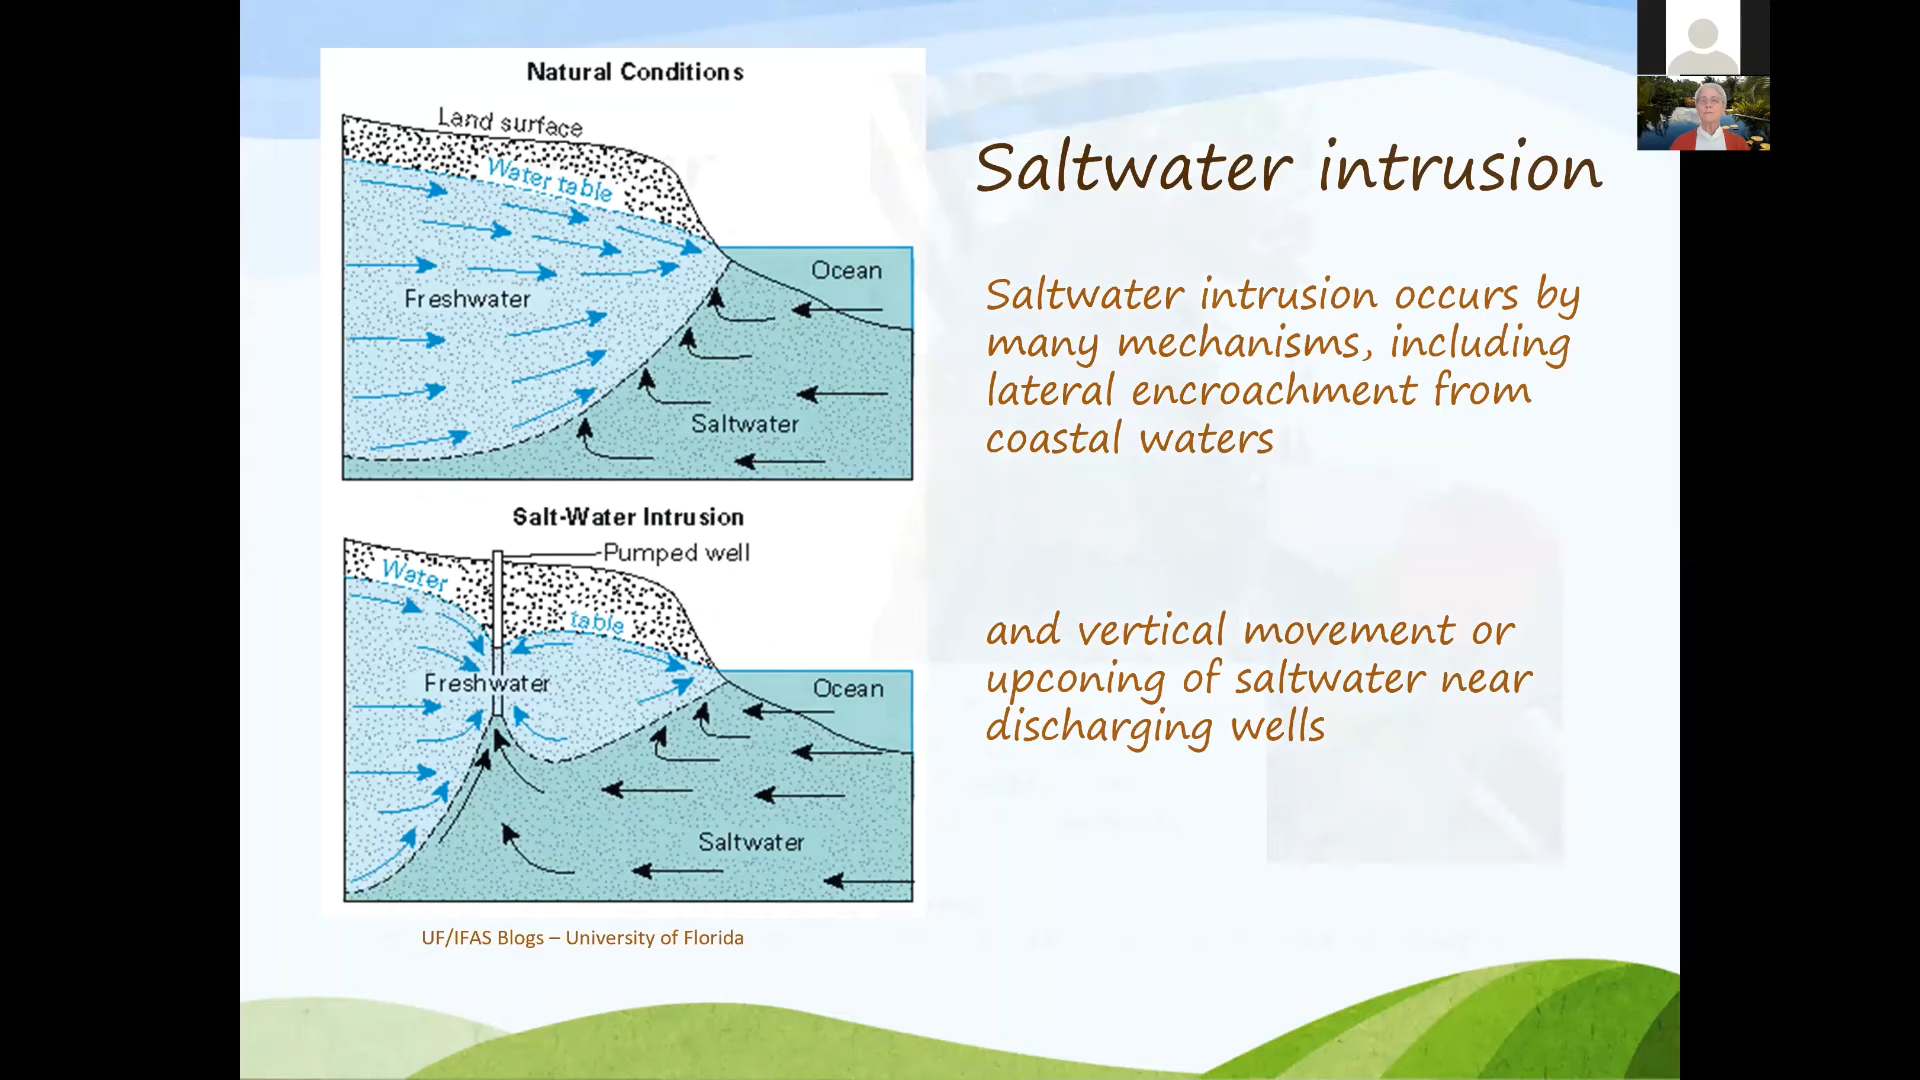 Natural Conditions
Land surface
Water table
Ocean
Freshwater
Saltwater
Salt-Water Intrusion
Pumped well
Water
table
Freshwater
Ocean
Saltwater
UF/IFAS Blogs – University of Florida
Saltwater intrusion
Saltwater intrusion occurs by
many mechanisms, including
lateral encroachment from
coastal waters
and vertical movement or
upconing of saltwater near
discharging wells